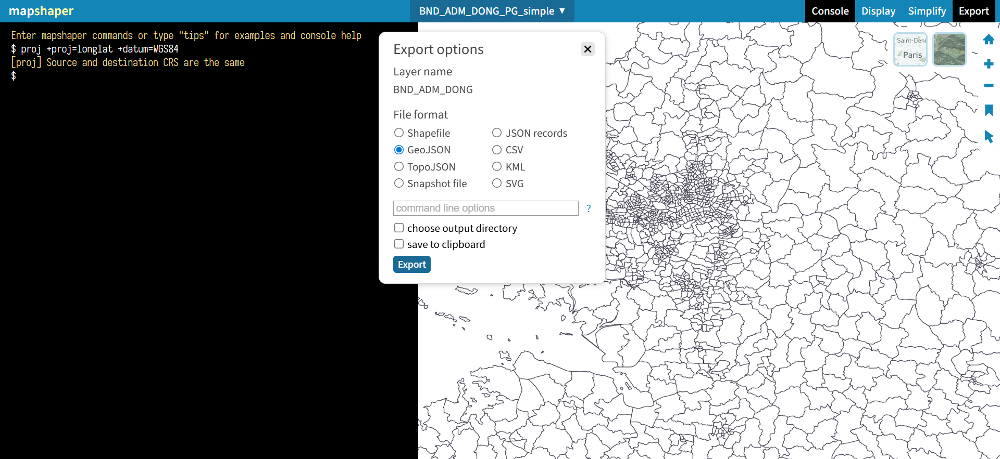 mapshaper
BND_ADM_DONG_PG_simple ▼
Console Display Simplify Export
Enter mapshaper commands or type "tips" for examples and console help
$ proj +proj=longlat +datum=WGS84
[proj] Source and destination CRS are the same
$
Export options
Layer name
BND_ADM_DONG
File format
Shapefile
JSON records
GeoJSON
CSV
TopoJSON
KML
Snapshot file
SVG
command line options
?
choose output directory
save to clipboard
Export
Saint-Deni
Paris